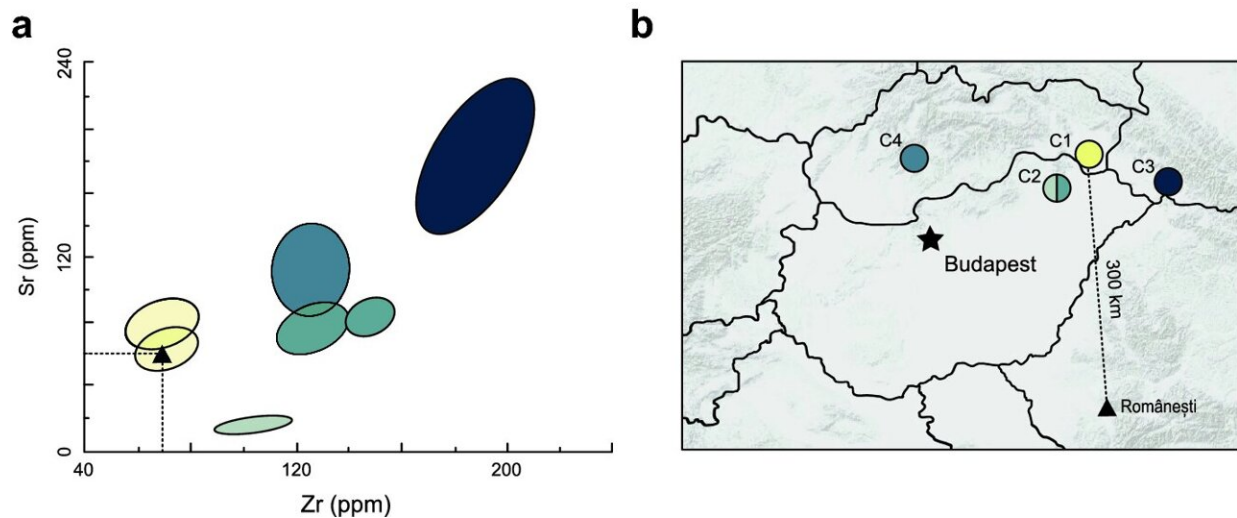 a
240
120
0
Sr (ppm)
40
120
200
Zr (ppm)
b
C4
C1
C2
C3
Budapest
300 km
Românești